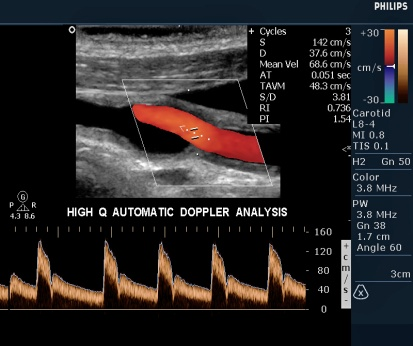 PHILIPS
+ Cycles 3
S 142 cm/s
D 37.6 cm/s
Mean Vel 68.6 cm/s
AT 0.051 sec
TAVM 48.3 cm/s
S/D 3.81
RI 0.736
PI 1.54
+30
cm/s
-30
Carotid
L8-4
MI 0.8
TIS 0.1
H2 Gn 50
Color
3.8 MHz
PW
3.8 MHz
Gn 38
1.7 cm
Angle 60
3cm
X
G
P R
4.3 8.6
HIGH Q AUTOMATIC DOPPLER ANALYSIS
160
120
80
40
0
+
cm/s
-